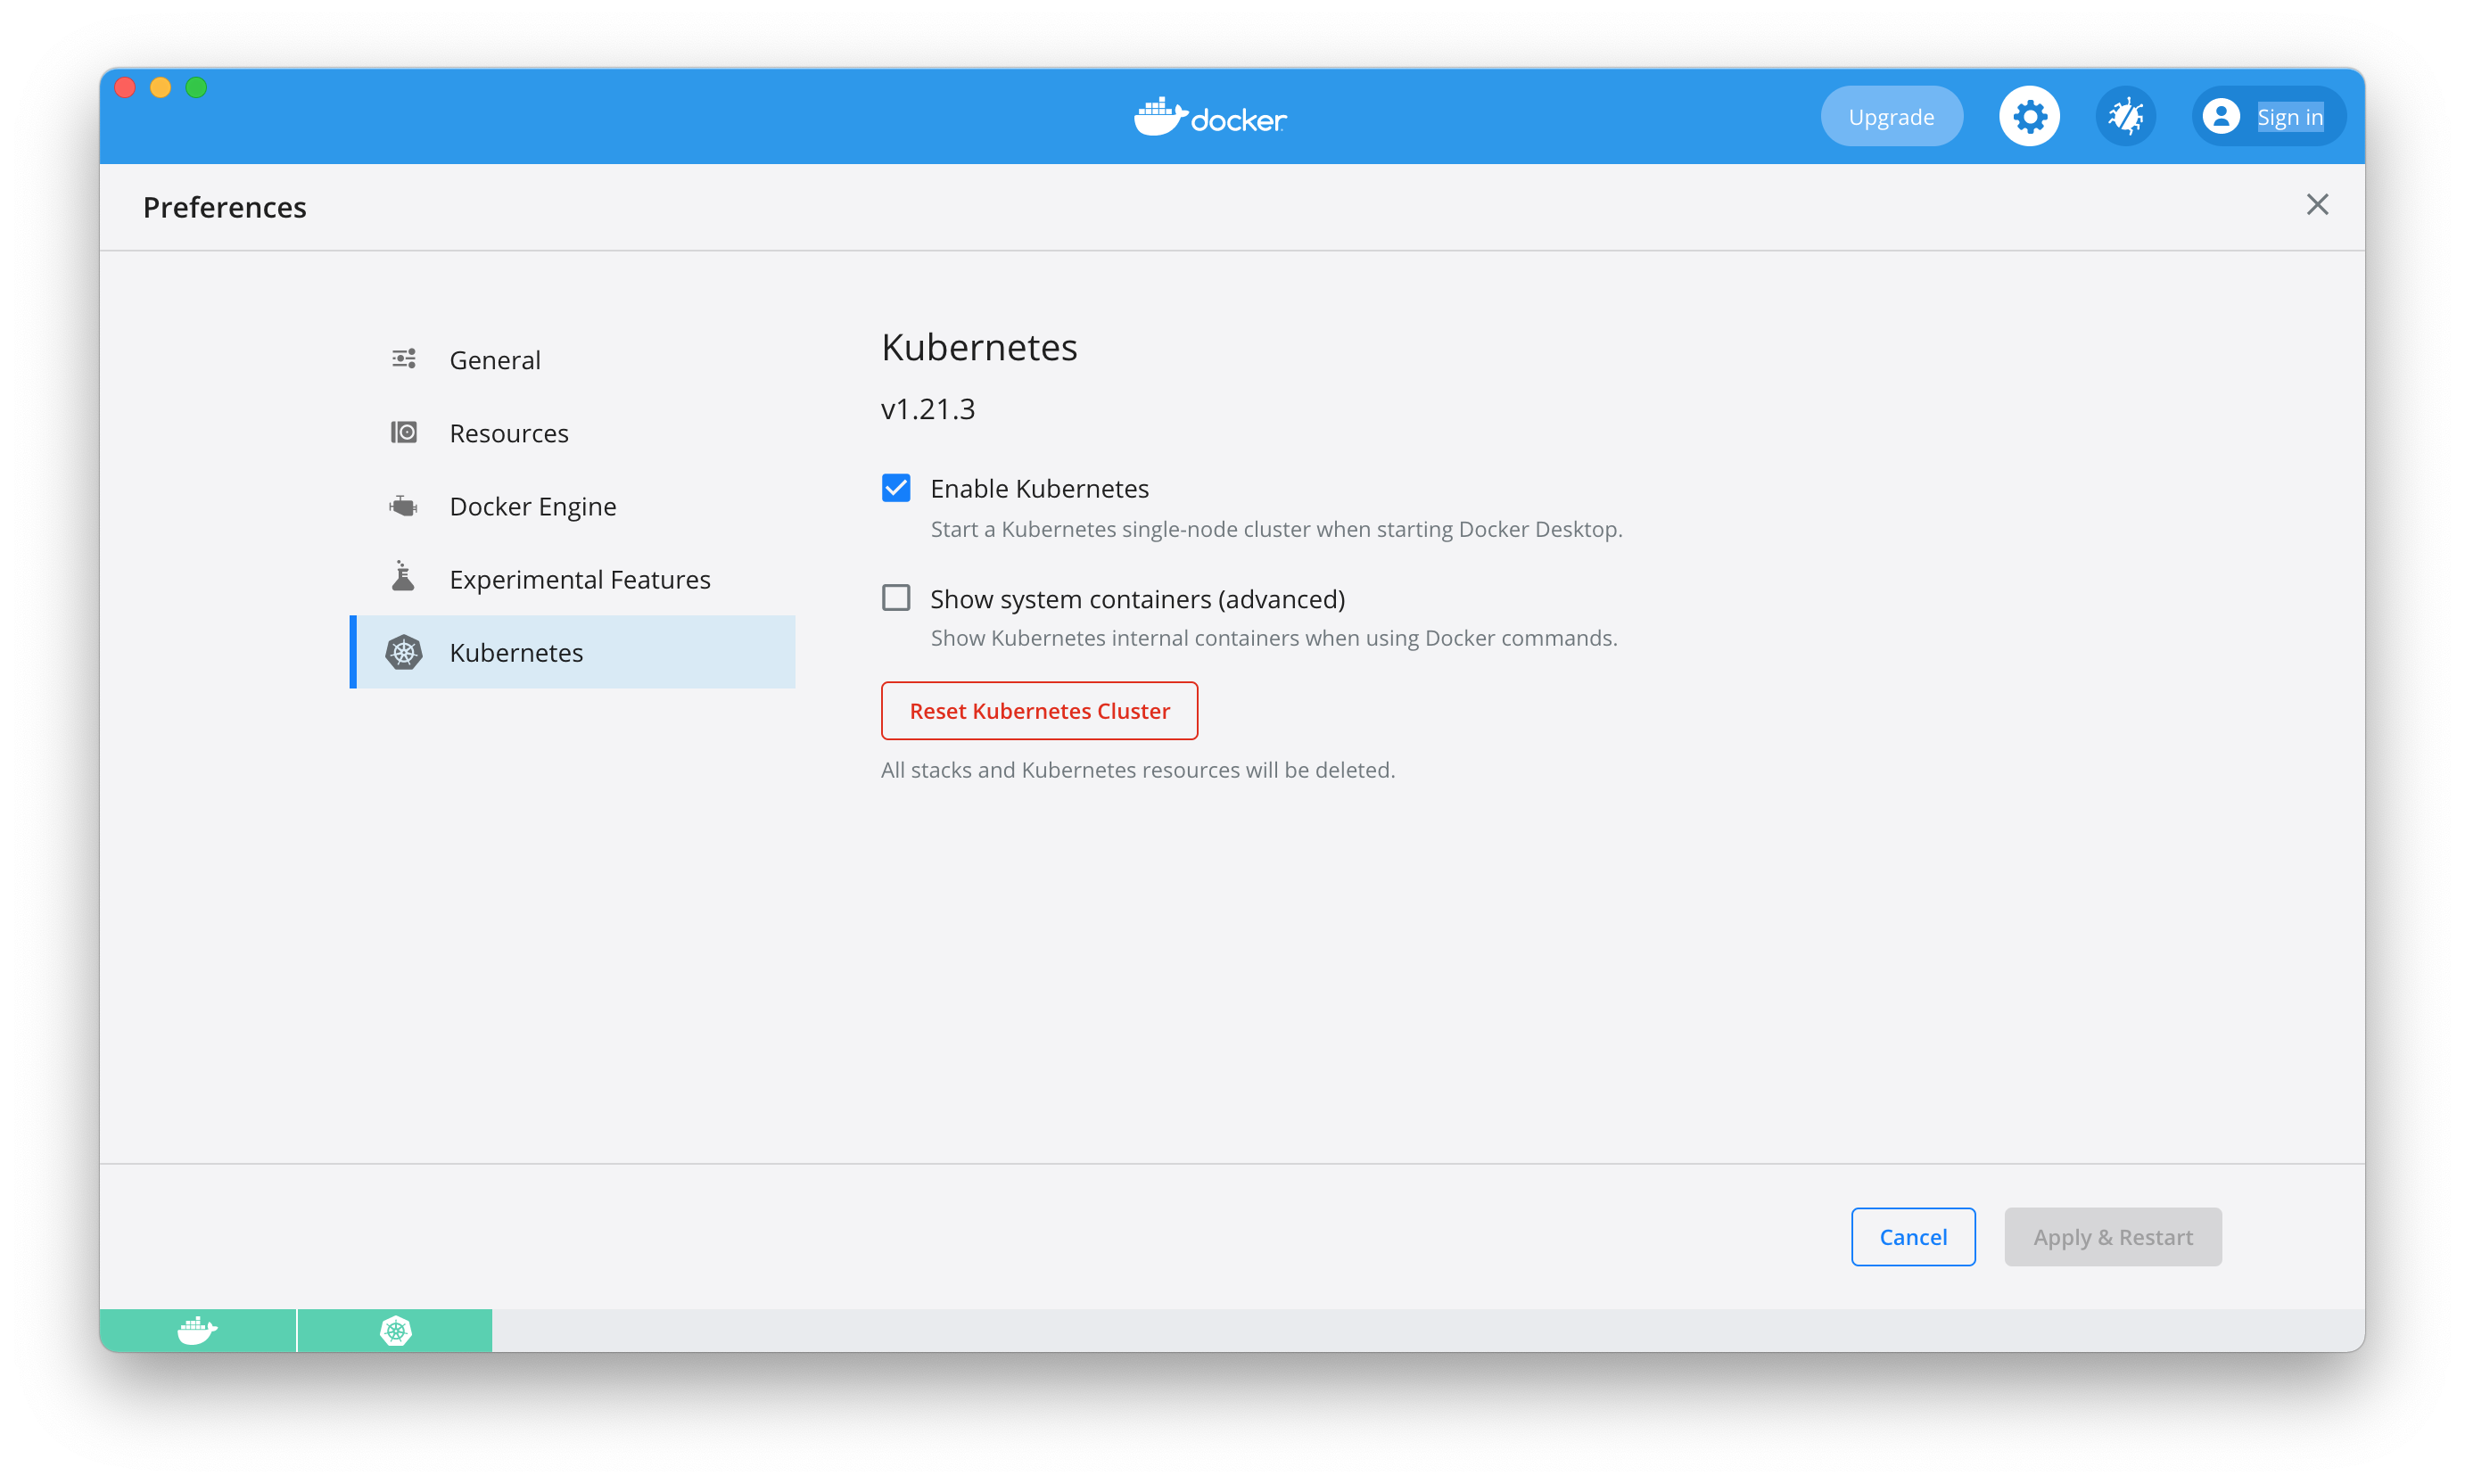 docker
Upgrade
Sign in
Preferences
General
Resources
Docker Engine
Experimental Features
Kubernetes
Kubernetes
v1.21.3
Enable Kubernetes
Start a Kubernetes single-node cluster when starting Docker Desktop.
Show system containers (advanced)
Show Kubernetes internal containers when using Docker commands.
Reset Kubernetes Cluster
All stacks and Kubernetes resources will be deleted.
Cancel
Apply & Restart